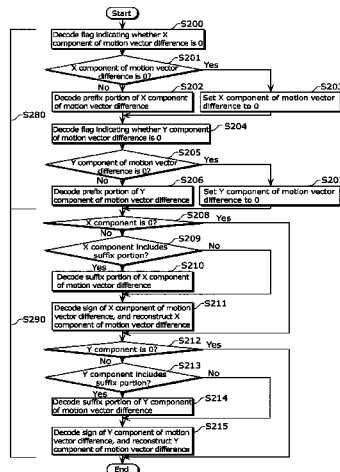 Start
S200
Decode flag indicating whether X
component of motion vector
difference is 0
S201
X component of motion vector
difference is 0?
Yes
No
S202
Decode prefix portion of X component
of motion vector difference
S203
Set X component of motion vector
difference to 0
S280
S204
Decode flag indicating whether Y component
of motion vector difference is 0
S205
Y component of motion vector
difference is 0?
Yes
No
S206
Decode prefix portion of Y
component of motion vector difference
Set Y component of motion vector
difference to 0
S208
X component is 0?
Yes
No
S209
X component includes
suffix portion?
No
Yes
S210
Decode suffix portion of X component
of motion vector difference
S211
Decode sign of X component of motion
vector difference, and reconstruct X
component of motion vector difference
S290
S212
Y component is 0?
Yes
No
S213
Y component includes
suffix portion?
No
Yes
S214
Decode suffix portion of Y component
of motion vector difference
S215
Decode sign of Y component of motion
vector difference, and reconstruct Y
component of motion vector difference
End